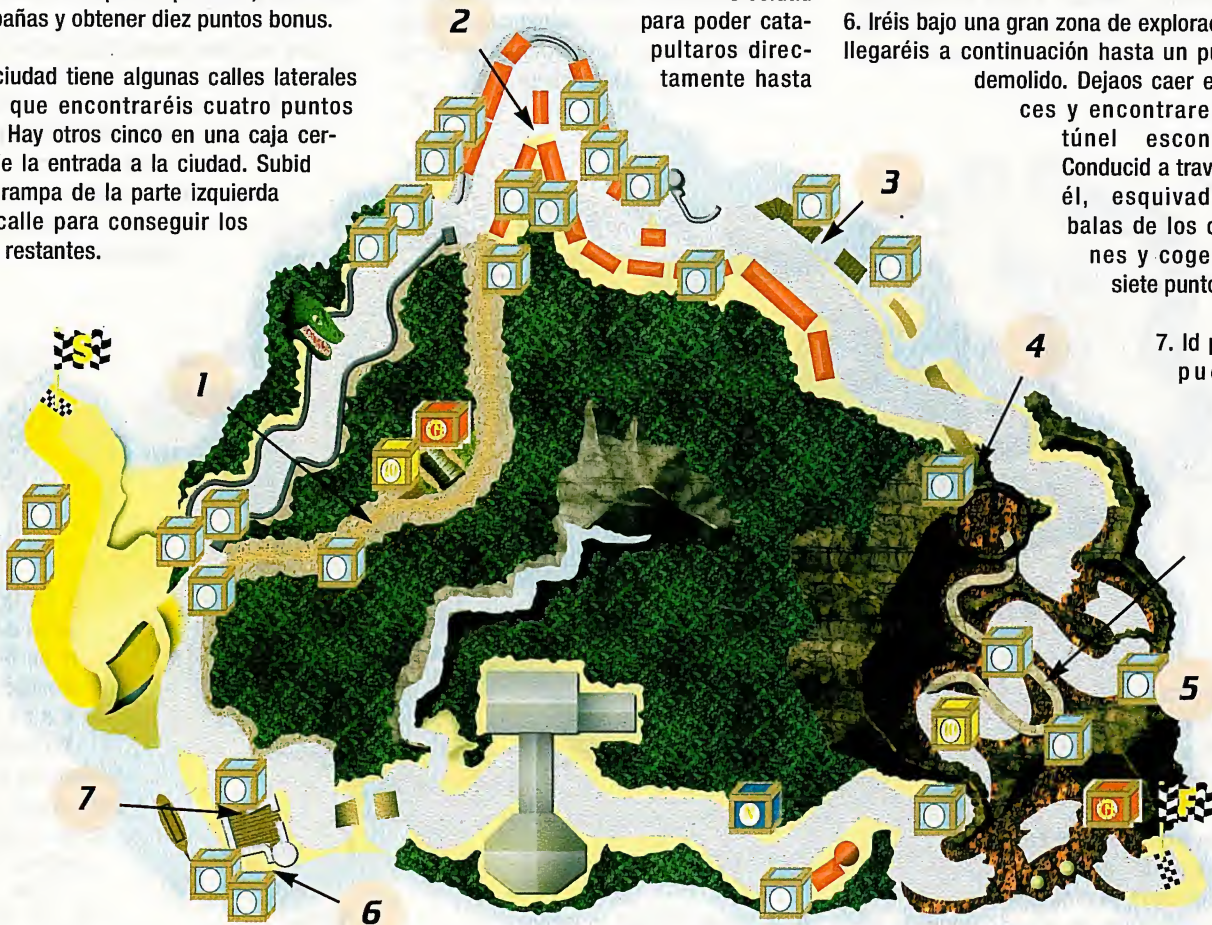 pañas y obtener diez puntos bonus.
ciudad tiene algunas calles laterales
que encontraréis cuatro puntos
Hay otros cinco en una caja cer-
la entrada a la ciudad. Subid
rampa de la parte izquierda
calle para conseguir los
restantes.
para poder cata-
pultaros direc-
tamente hasta
6. Iréis bajo una gran zona de explorac
llegaréis a continuación hasta un pu
demolido. Dejaos caer e
ces y encontrare
túnel escon
Conducid a trav
él, esquivad
balas de los c
nes y coge
siete punto
7. Id p
pue
1
2
3
4
5
6
7
S
F
G
10
G
10
V